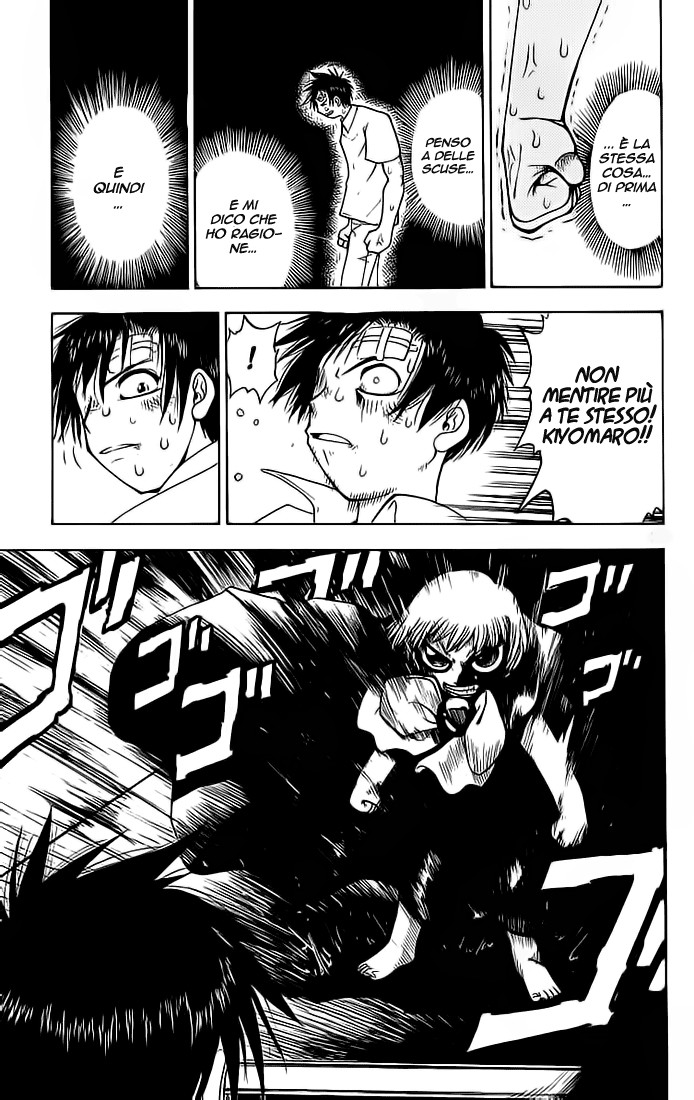 ... È LA
STESSA
COSA...
DI PRIMA
...
PENSO
A DELLE
SCUSE...
E MI
DICO CHE
HO RAGIO-
NE...
E
QUINDI
...
NON
MENTIRE PIÙ
A TE STESSO!
KIYOMARO!!
!
ゴ
ゴ
ゴ
ゴ
ゴ
ゴ
ゴ
ゴ